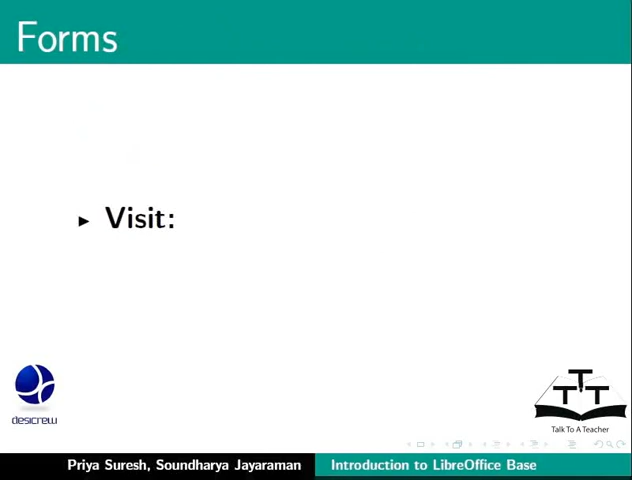 Forms
Visit:
desicrew
T T T
Talk To A Teacher
Priya Suresh, Soundharya Jayaraman Introduction to LibreOffice Base